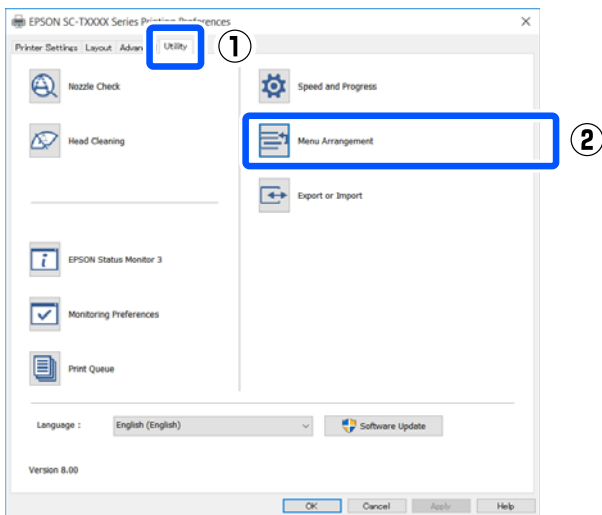 EPSON SC-TXXXX Series Printing Preferences
Printer Settings Layout Advan Utility
①
Nozzle Check
Speed and Progress
Head Cleaning
Menu Arrangement
②
Export or Import
EPSON Status Monitor 3
Monitoring Preferences
Print Queue
Language : English (English)
Software Update
Version 8.00
OK Cancel Apply Help